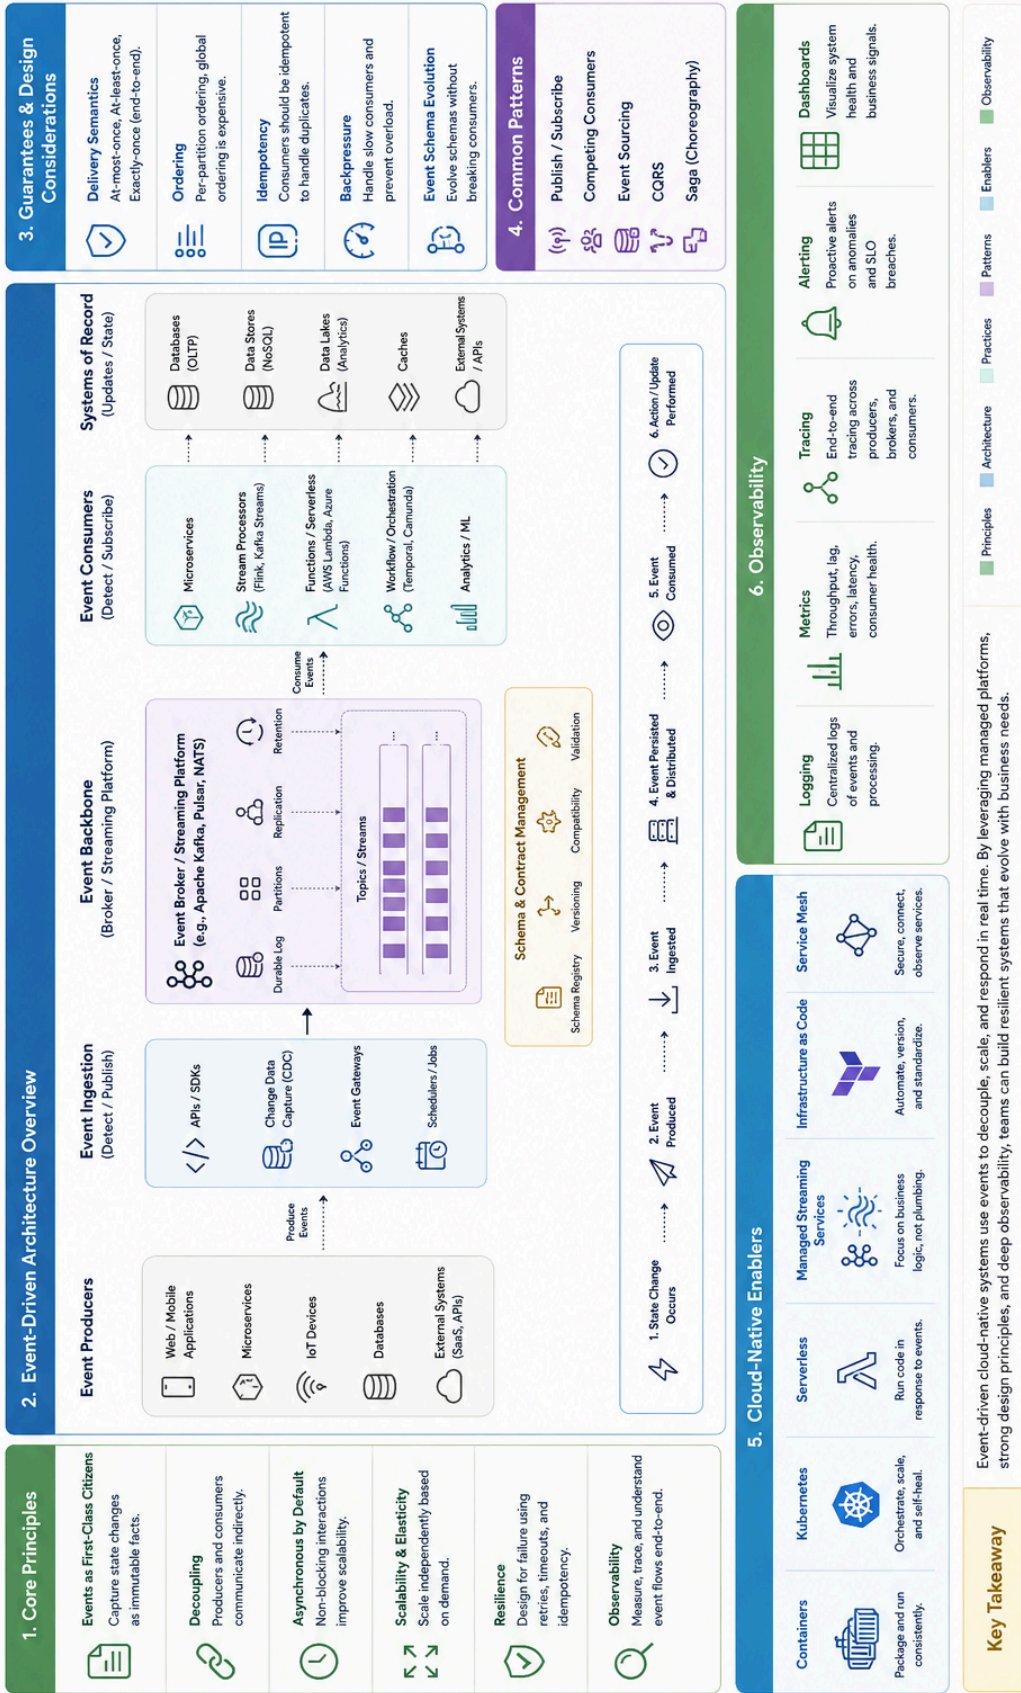 1. Core Principles
Events as First-Class Citizens
Capture state changes
as immutable facts.
Decoupling
Producers and consumers
communicate indirectly.
Asynchronous by Default
Non-blocking interactions
improve scalability.
Scalability & Elasticity
Scale independently based
on demand.
Resilience
Design for failure using
retries, timeouts, and
idempotency.
Observability
Measure, trace, and understand
event flows end-to-end.
2. Event-Driven Architecture Overview
Event Producers
Web / Mobile
Applications
Microservices
IoT Devices
Databases
External Systems
(SaaS, APIs)
Produce
Events
Event Ingestion
(Detect / Publish)
APIs / SDKs
Change Data
Capture (CDC)
Event Gateways
Schedulers / Jobs
Event Backbone
(Broker / Streaming Platform)
Event Broker / Streaming Platform
(e.g., Apache Kafka, Pulsar, NATS)
Durable Log
Partitions
Replication
Retention
Topics / Streams
...
...
Schema & Contract Management
Schema Registry
Versioning
Compatibility
Validation
Consume
Events
Event Consumers
(Detect / Subscribe)
Microservices
Stream Processors
(Flink, Kafka Streams)
Functions / Serverless
(AWS Lambda, Azure
Functions)
Workflow / Orchestration
(Temporal, Camunda)
Analytics / ML
Systems of Record
(Updates / State)
Databases
(OLTP)
Data Stores
(NoSQL)
Data Lakes
(Analytics)
Caches
External Systems
/ APIs
1. State Change
Occurs
2. Event
Produced
3. Event
Ingested
4. Event Persisted
& Distributed
5. Event
Consumed
6. Action / Update
Performed
3. Guarantees & Design
Considerations
Delivery Semantics
At-most-once, At-least-once,
Exactly-once (end-to-end).
Ordering
Per-partition ordering, global
ordering is expensive.
IP
Idempotency
Consumers should be idempotent
to handle duplicates.
Backpressure
Handle slow consumers and
prevent overload.
Event Schema Evolution
Evolve schemas without
breaking consumers.
4. Common Patterns
Publish / Subscribe
Competing Consumers
Event Sourcing
CQRS
Saga (Choreography)
5. Cloud-Native Enablers
Containers
Package and run
consistently.
Kubernetes
Orchestrate, scale,
and self-heal.
Serverless
Run code in
response to events.
Managed Streaming
Services
Focus on business
logic, not plumbing.
Infrastructure as Code
Automate, version,
and standardize.
Service Mesh
Secure, connect,
observe services.
6. Observability
Logging
Centralized logs
of events and
processing.
Metrics
Throughput, lag,
errors, latency,
consumer health.
Tracing
End-to-end
tracing across
producers,
brokers, and
consumers.
Alerting
Proactive alerts
on anomalies
and SLO
breaches.
Dashboards
Visualize system
health and
business signals.
Key Takeaway
Event-driven cloud-native systems use events to decouple, scale, and respond in real time. By leveraging managed platforms,
strong design principles, and deep observability, teams can build resilient systems that evolve with business needs.
Principles
Architecture
Practices
Patterns
Enablers
Observability